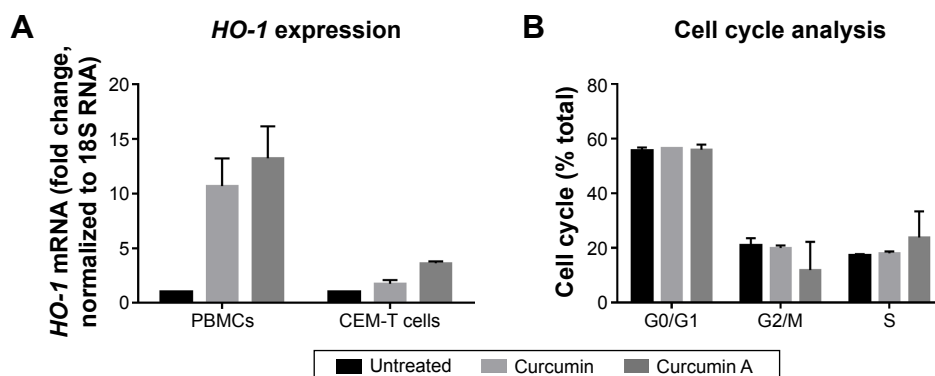 A
HO-1 expression
HO-1 mRNA (fold change,
normalized to 18S RNA)
20
15
10
5
0
PBMCs
CEM-T cells
B
Cell cycle analysis
Cell cycle (% total)
80
60
40
20
0
G0/G1
G2/M
S
Untreated
Curcumin
Curcumin A